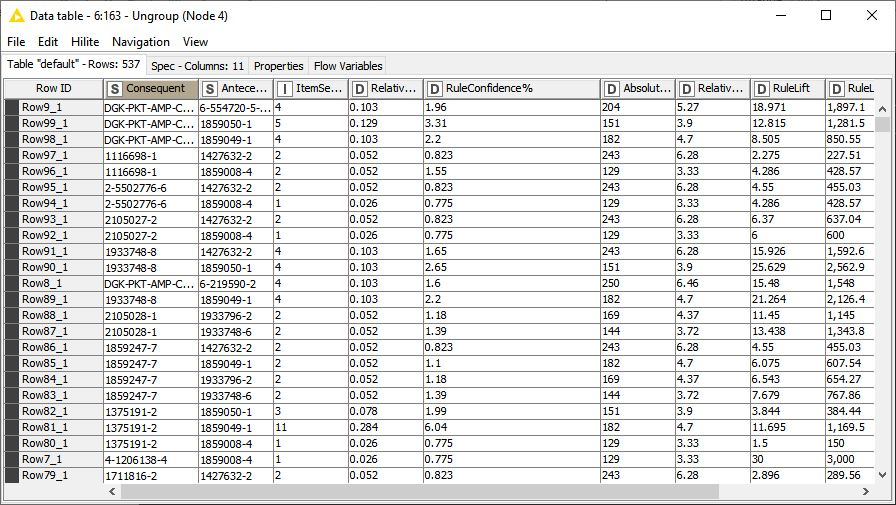 Data table - 6:163 - Ungroup (Node 4)
File Edit Hilite Navigation View
Table "default" - Rows: 537 Spec - Columns: 11 Properties Flow Variables
Row ID S Consequent S Antece... I ItemSe... D Relativ... D RuleConfidence% D Absolut... D Relativ... D RuleLift D RuleL
Row9_1 DGK-PKT-AMP-C... 6-554720-5-... 4 0.103 1.96 204 5.27 18.971 1,897.1
Row99_1 DGK-PKT-AMP-C... 1859050-1 5 0.129 3.31 151 3.9 12.815 1,281.5
Row98_1 DGK-PKT-AMP-C... 1859049-1 4 0.103 2.2 182 4.7 8.505 850.55
Row97_1 1116698-1 1427632-2 2 0.052 0.823 243 6.28 2.275 227.51
Row96_1 1116698-1 1859008-4 2 0.052 1.55 129 3.33 4.286 428.57
Row95_1 2-5502776-6 1427632-2 2 0.052 0.823 243 6.28 4.55 455.03
Row94_1 2-5502776-6 1859008-4 1 0.026 0.775 129 3.33 4.286 428.57
Row93_1 2105027-2 1427632-2 2 0.052 0.823 243 6.28 6.37 637.04
Row92_1 2105027-2 1859008-4 1 0.026 0.775 129 3.33 6 600
Row91_1 1933748-8 1427632-2 4 0.103 1.65 243 6.28 15.926 1,592.6
Row90_1 1933748-8 1859050-1 4 0.103 2.65 151 3.9 25.629 2,562.9
Row8_1 DGK-PKT-AMP-C... 6-219590-2 4 0.103 1.6 250 6.46 15.48 1,548
Row89_1 1933748-8 1859049-1 4 0.103 2.2 182 4.7 21.264 2,126.4
Row88_1 2105028-1 1933796-2 2 0.052 1.18 169 4.37 11.45 1,145
Row87_1 2105028-1 1933748-6 2 0.052 1.39 144 3.72 13.438 1,343.8
Row86_1 1859247-7 1427632-2 2 0.052 0.823 243 6.28 4.55 455.03
Row85_1 1859247-7 1859049-1 2 0.052 1.1 182 4.7 6.075 607.54
Row84_1 1859247-7 1933796-2 2 0.052 1.18 169 4.37 6.543 654.27
Row83_1 1859247-7 1933748-6 2 0.052 1.39 144 3.72 7.679 767.86
Row82_1 1375191-2 1859050-1 3 0.078 1.99 151 3.9 3.844 384.44
Row81_1 1375191-2 1859049-1 11 0.284 6.04 182 4.7 11.695 1,169.5
Row80_1 1375191-2 1859008-4 1 0.026 0.775 129 3.33 1.5 150
Row7_1 4-1206138-4 1859008-4 1 0.026 0.775 129 3.33 30 3,000
Row79_1 1711816-2 1427632-2 2 0.052 0.823 243 6.28 2.896 289.56